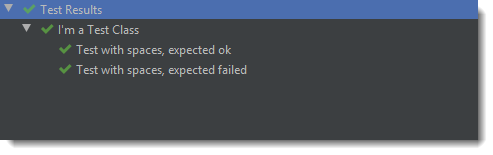 Test Results
I'm a Test Class
Test with spaces, expected ok
Test with spaces, expected failed